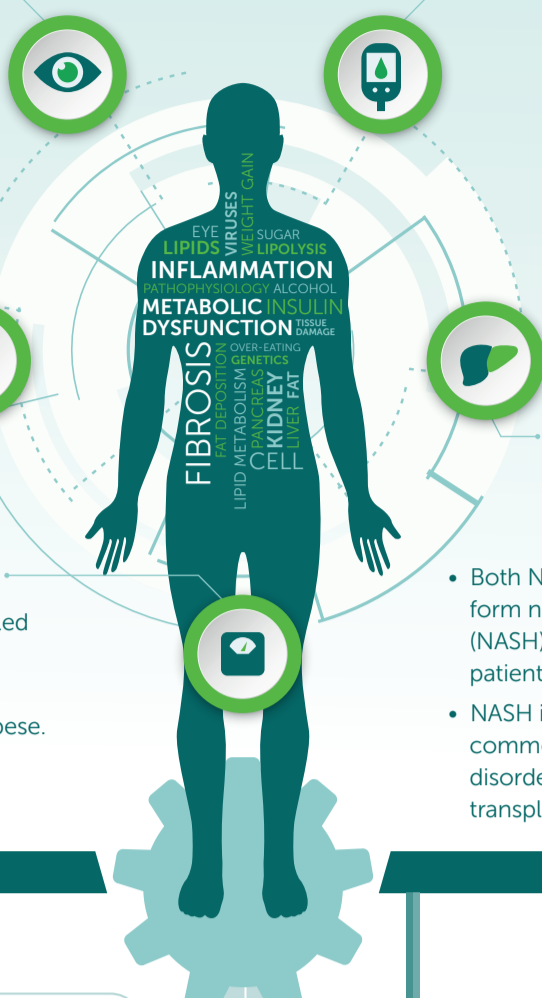 EYE
LIPIDS
VIRUSES
WEIGHT GAIN
SUGAR
LIPOLYSIS
INFLAMMATION
PATHOPHYSIOLOGY ALCOHOL
METABOLIC INSULIN
DYSFUNCTION TISSUE
DAMAGE
FIBROSIS
FAT DEPOSITION
OVER-EATING
GENETICS
LIPID METABOLISM
PANCREAS
KIDNEY
LIVER FAT
CELL
• Both N
form n
(NASH)
patient
• NASH i
comm
disorde
transpl
ed
bese.